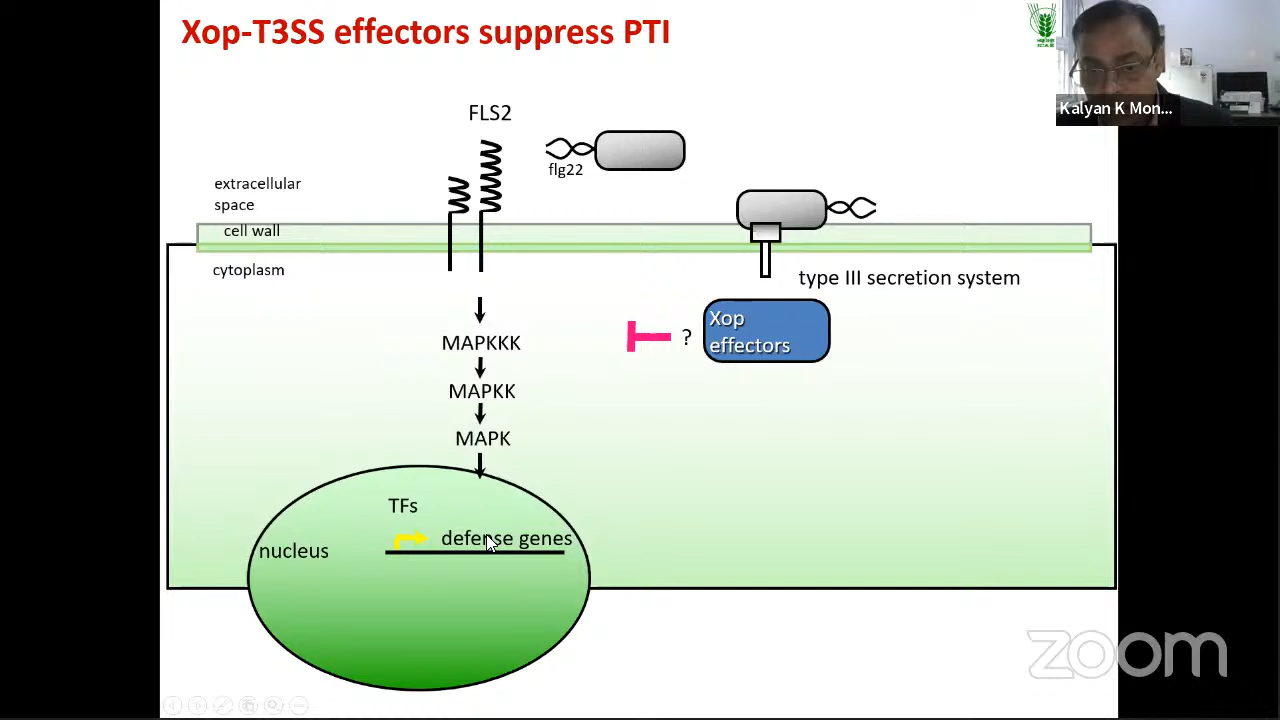 Xop-T3SS effectors suppress PTI
Kalyan K Mon...
FLS2
flg22
extracellular
space
cell wall
cytoplasm
type III secretion system
MAPKKK
?
Xop
effectors
MAPKK
MAPK
TFs
defense genes
nucleus
zoom